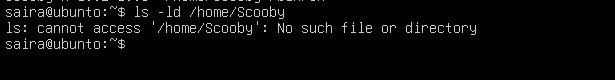 saira@ubunto:~$ ls -ld /home/Scooby
ls: cannot access '/home/Scooby': No such file or directory
saira@ubunto:~$